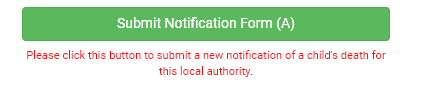 Submit Notification Form (A)
Please click this button to submit a new notification of a child's death for
this local authority.